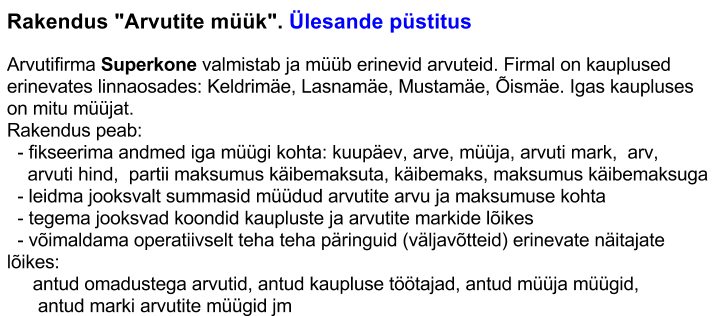 Rakendus "Arvutite müük". Ülesande püstitus
Arvutifirma Superkone valmistab ja müüb erinevid arvuteid. Firmal on kauplused
erinevates linnaosades: Keldrimäe, Lasnamäe, Mustamäe, Õismäe. Igas kaupluses
on mitu müüjat.
Rakendus peab:
- fikseerima andmed iga müügi kohta: kuupäev, arve, müüja, arvuti mark, arv,
arvuti hind, partii maksumus käibemaksuta, käibemaks, maksumus käibemaksuga
- leidma jooksvalt summasid müüdud arvutite arvu ja maksumuse kohta
- tegema jooksvad koondid kaupluste ja arvutite markide lõikes
- võimaldama operatiivselt teha teha päringuid (väljavõtteid) erinevate näitajate
lõikes:
antud omadustega arvutid, antud kaupluse töötajad, antud müüja müügid,
antud marki arvutite müügid jm